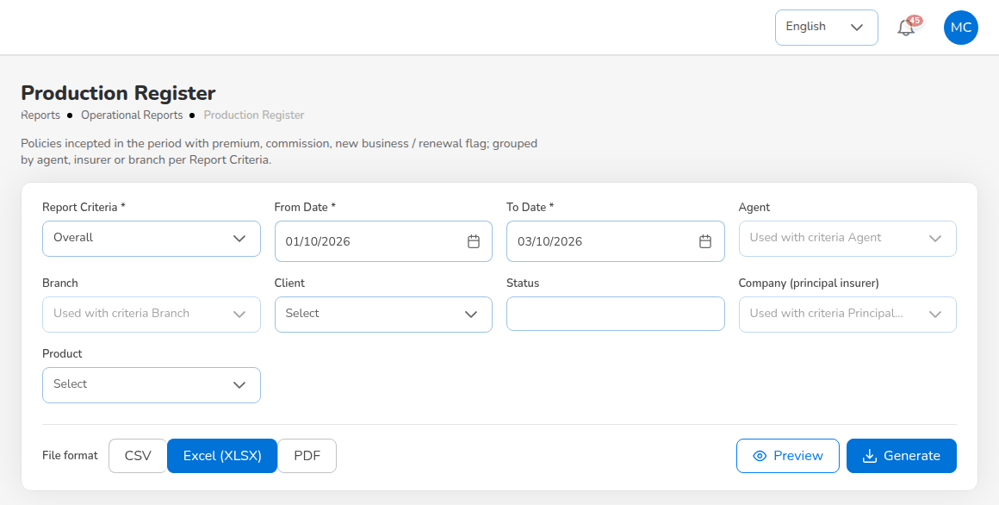 English
45
MC
Production Register
Reports • Operational Reports • Production Register
Policies incepted in the period with premium, commission, new business / renewal flag; grouped
by agent, insurer or branch per Report Criteria.
Report Criteria * From Date * To Date * Agent
Overall 01/10/2026 03/10/2026 Used with criteria Agent
Branch Client Status Company (principal insurer)
Used with criteria Branch Select Used with criteria Principal...
Product
Select
File format CSV Excel (XLSX) PDF Preview Generate